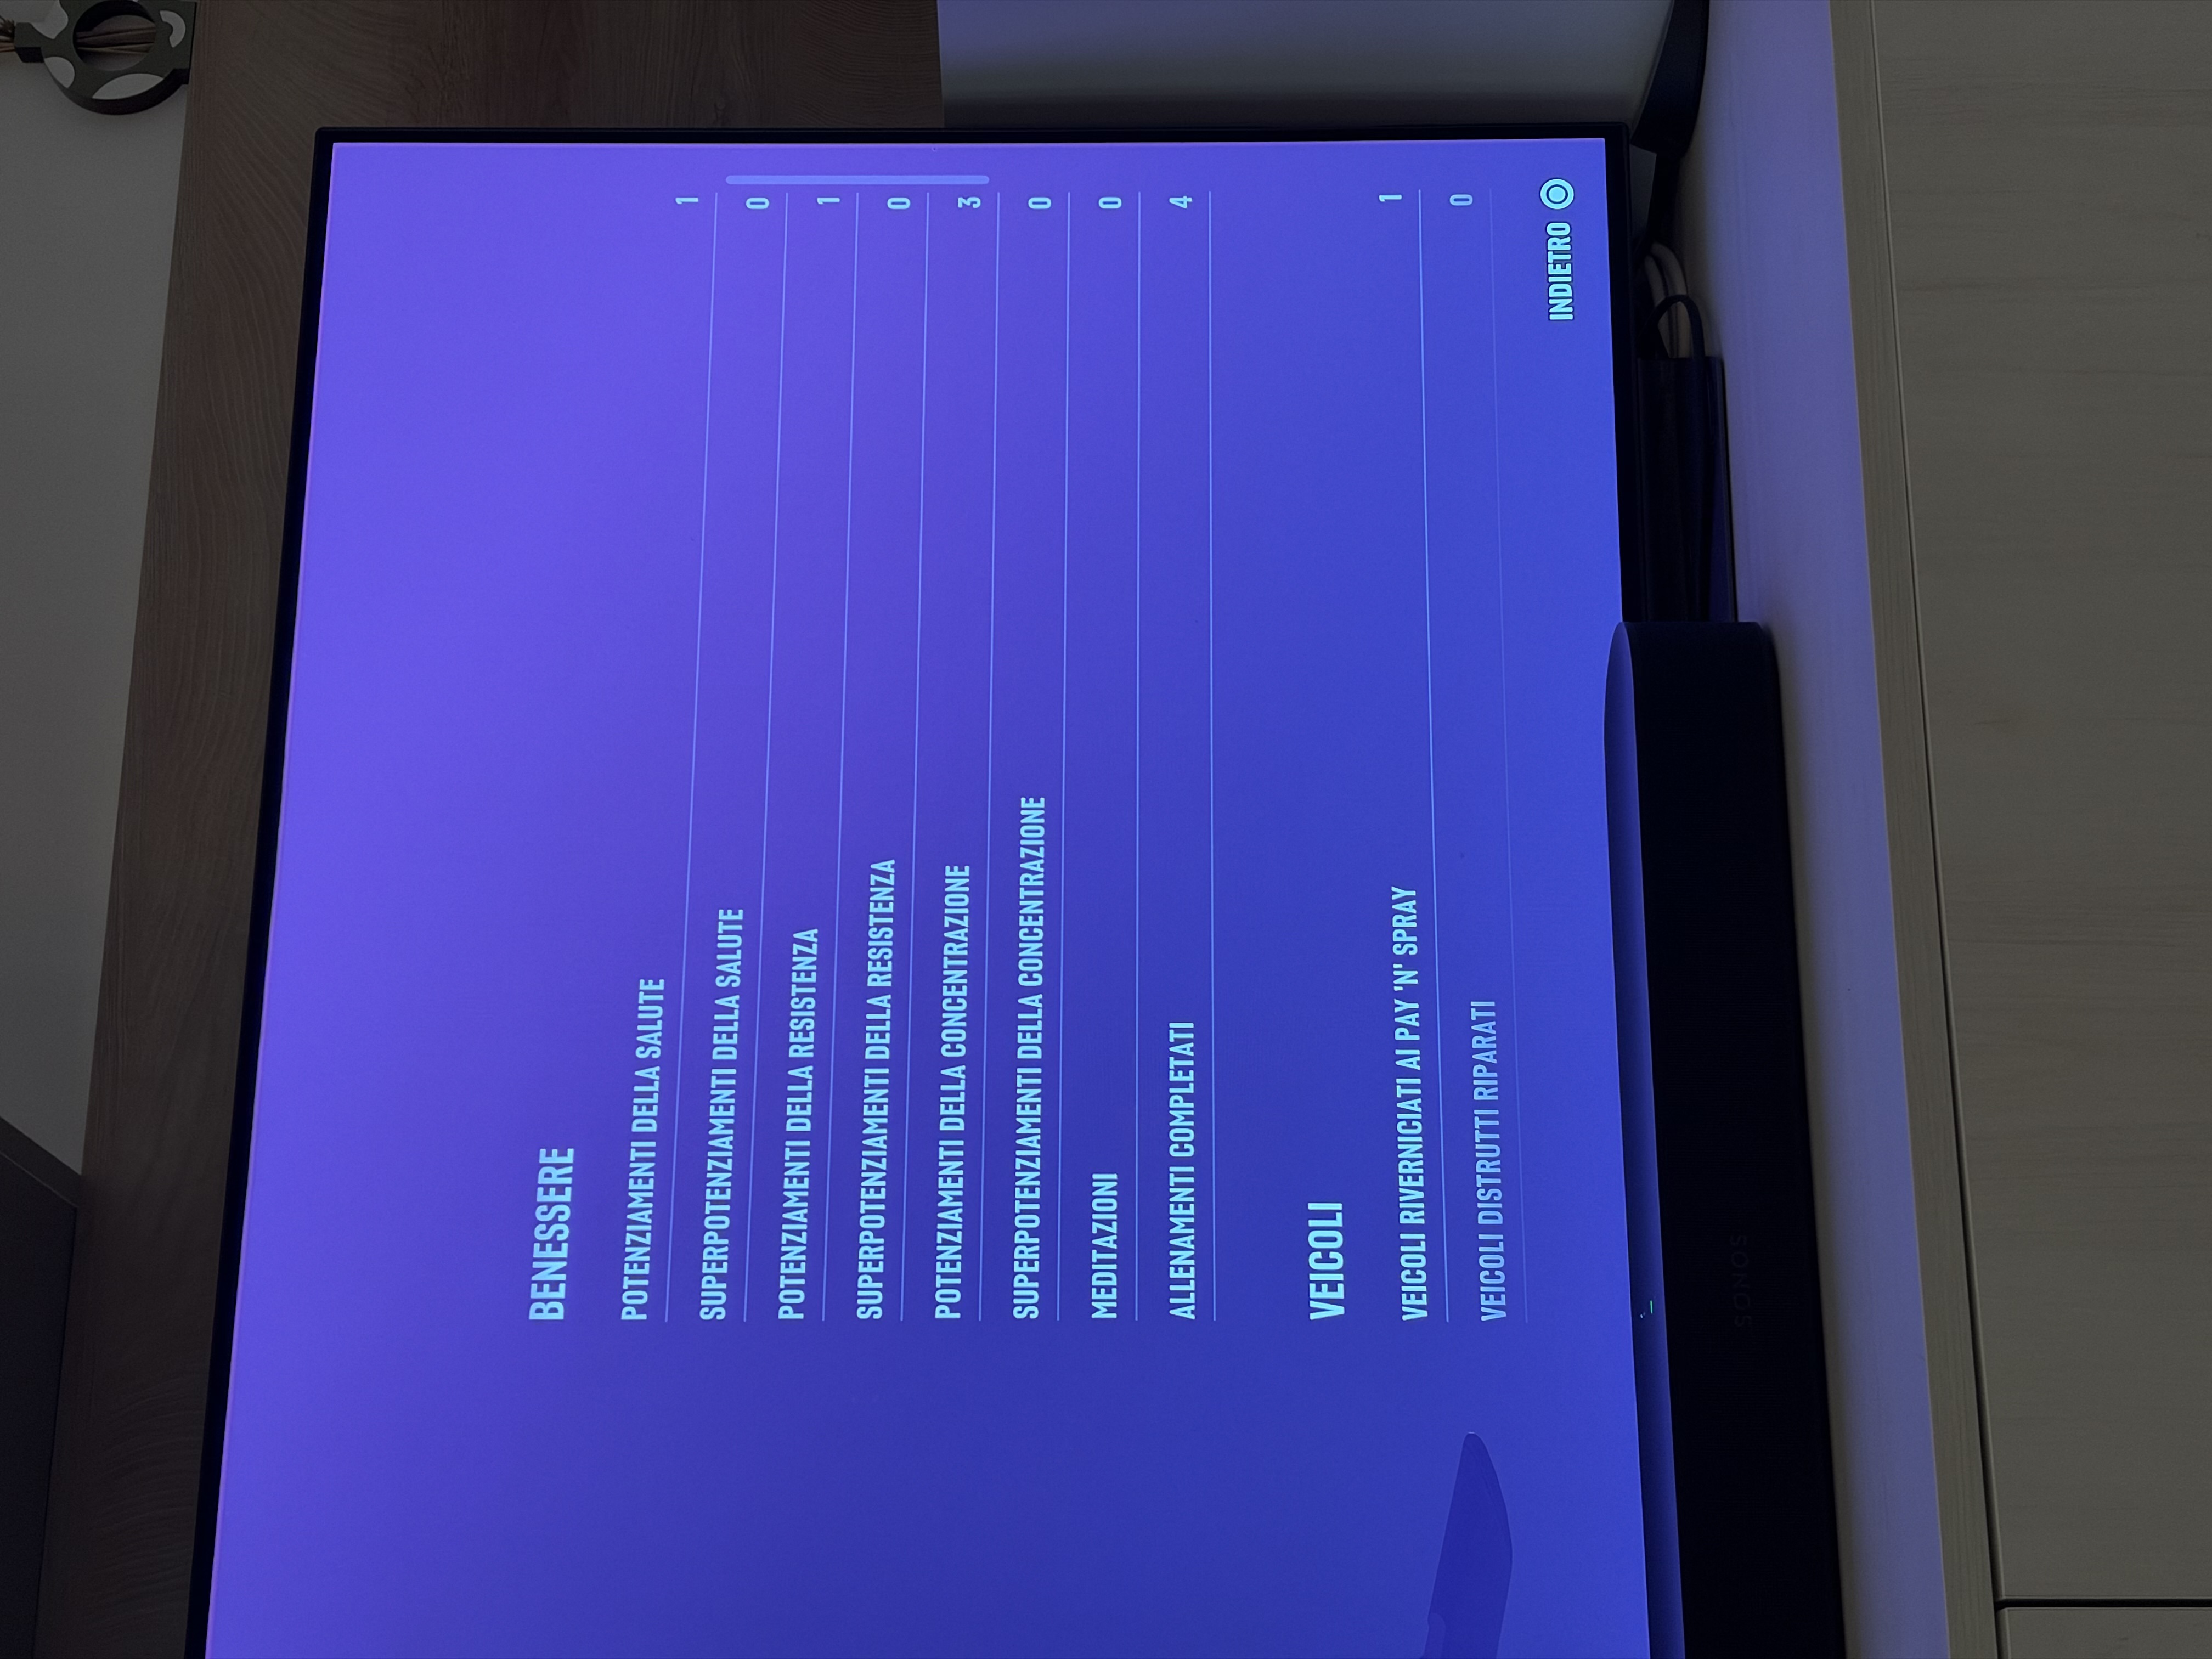 BENESSERE
POTENZIAMENTI DELLA SALUTE 1
SUPERPOTENZIAMENTI DELLA SALUTE 0
POTENZIAMENTI DELLA RESISTENZA 1
SUPERPOTENZIAMENTI DELLA RESISTENZA 0
POTENZIAMENTI DELLA CONCENTRAZIONE 3
SUPERPOTENZIAMENTI DELLA CONCENTRAZIONE 0
MEDITAZIONI 0
ALLENAMENTI COMPLETATI 4
VEICOLI
VEICOLI RIVERNICIATI AI PAY 'N' SPRAY 1
VEICOLI DISTRUTTI RIPARATI 0
INDIETRO
SONOS